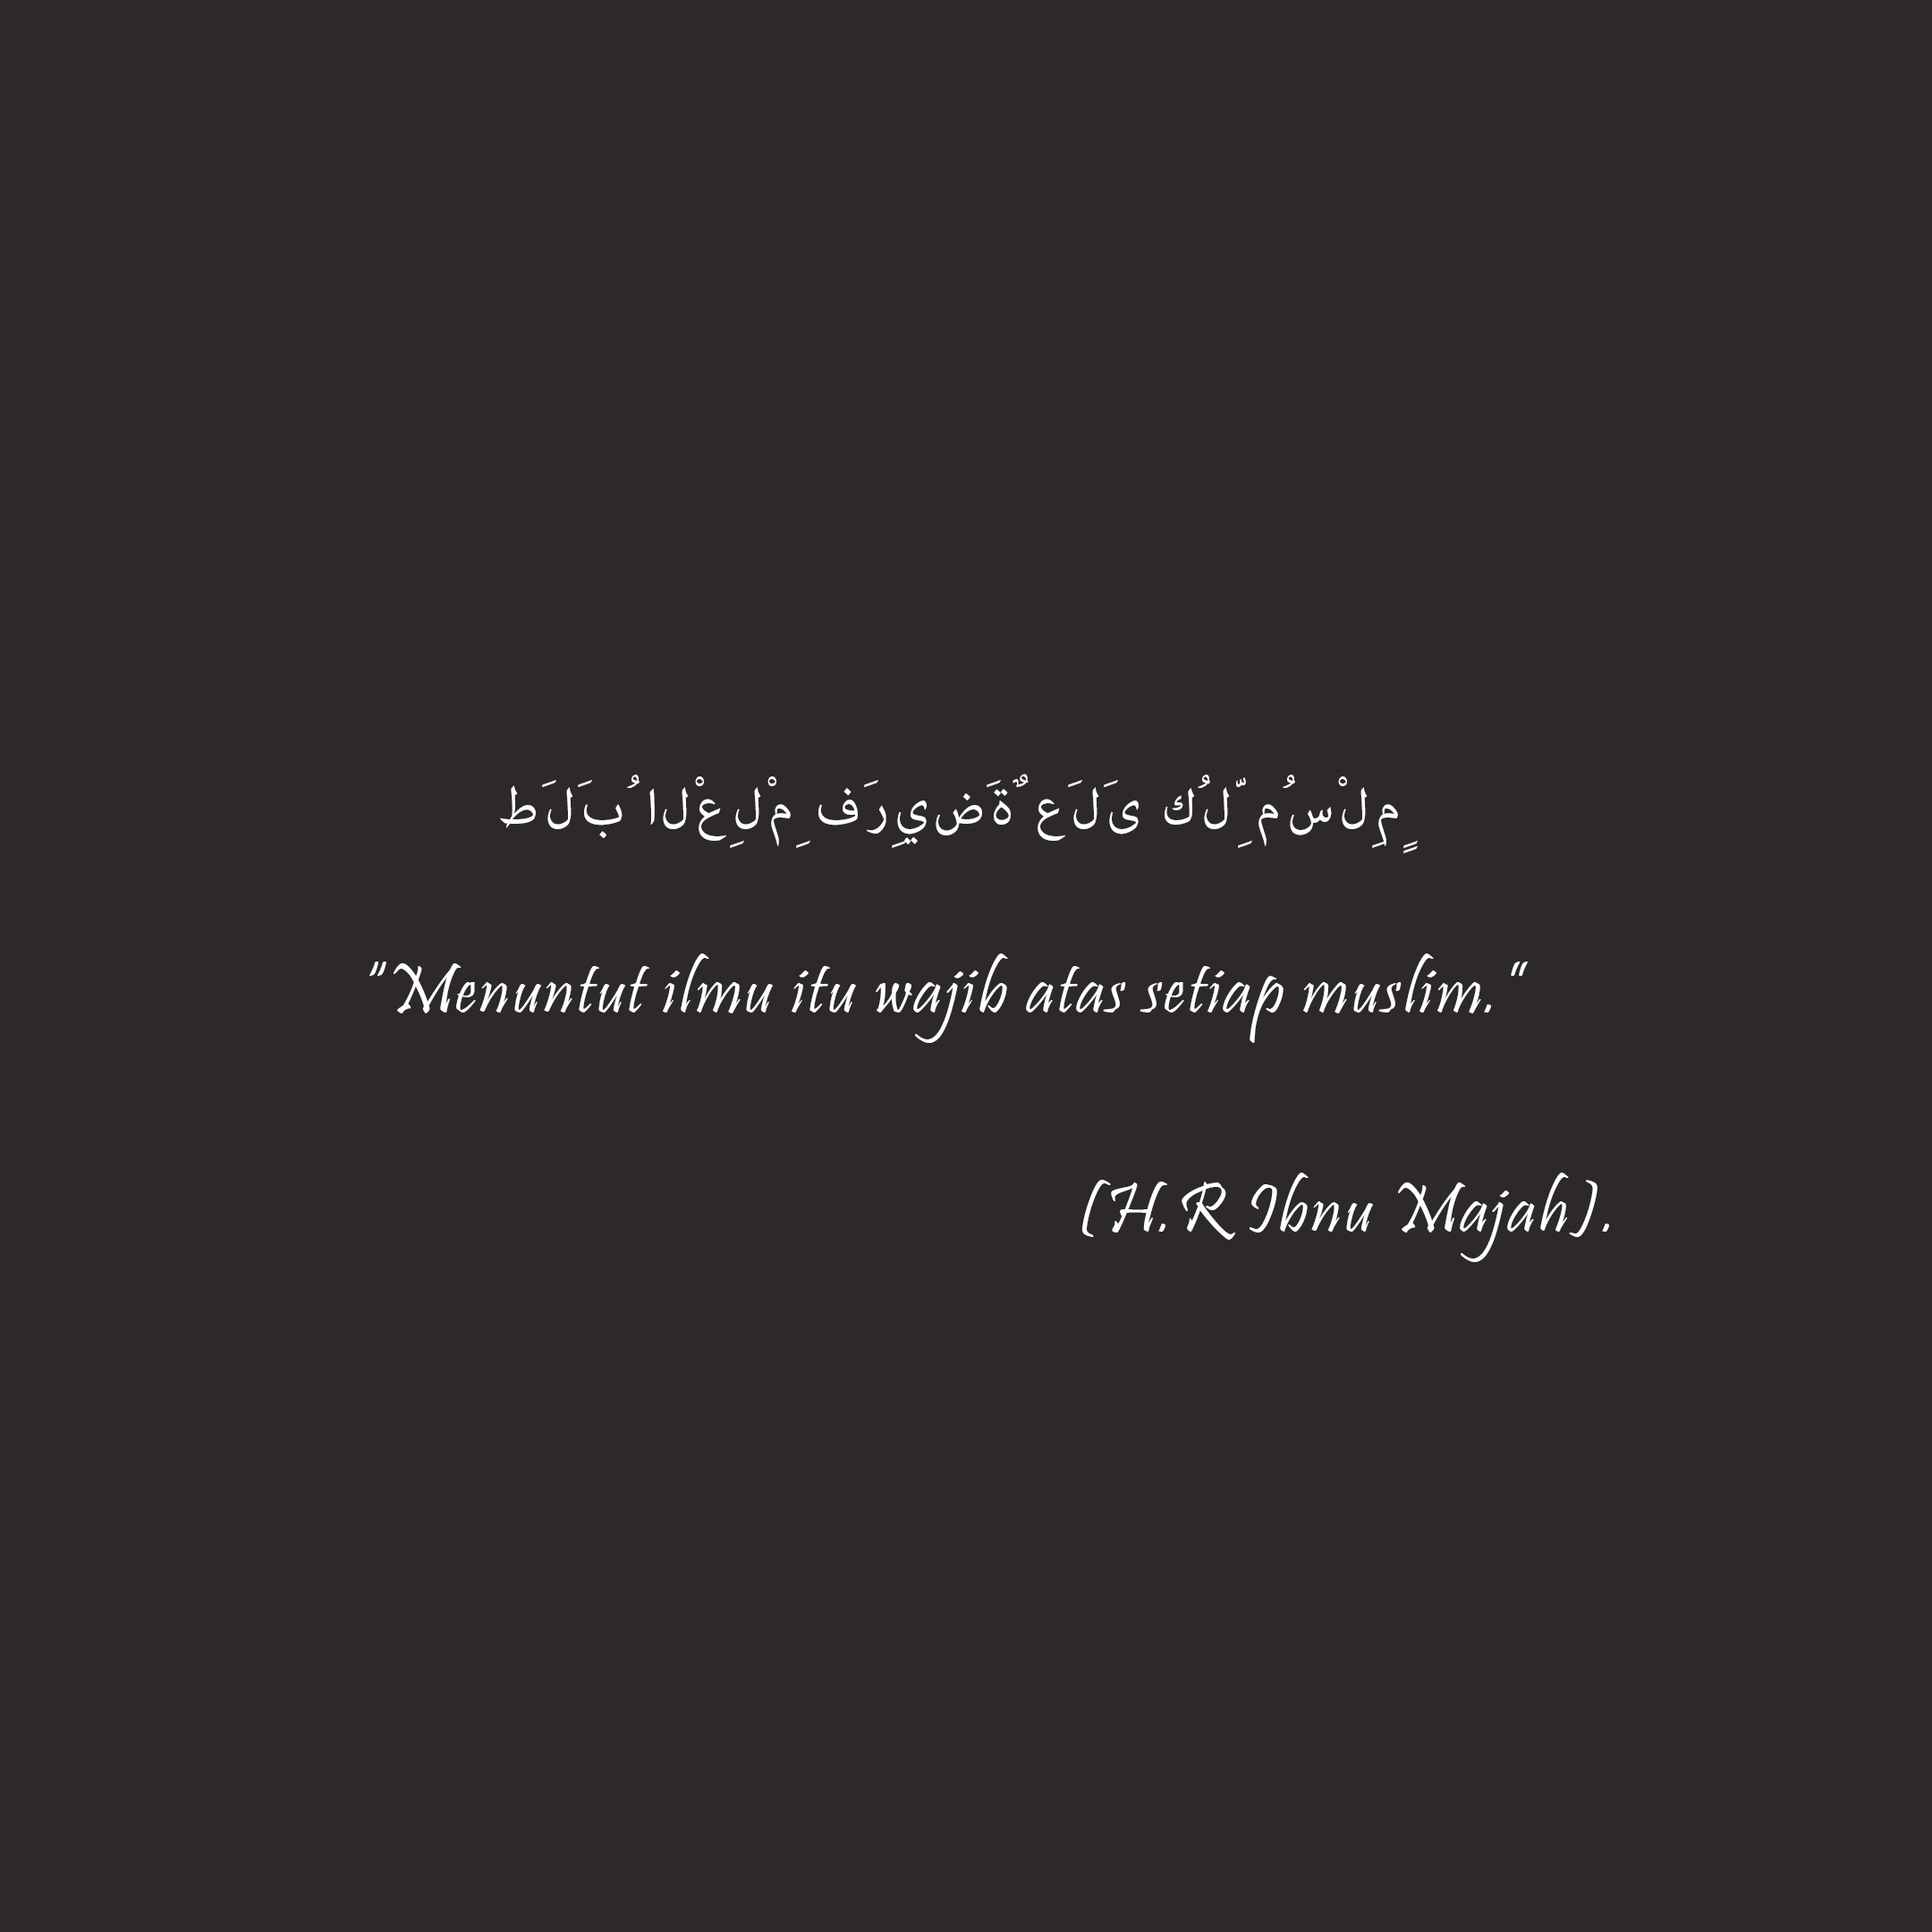 طَلَبُ الْعِلْمِ فَرِيضَةٌ عَلَى كُلِّ مُسْلِمٍ
"Menuntut ilmu itu wajib atas setiap muslim."
(H.R Ibnu Majah).